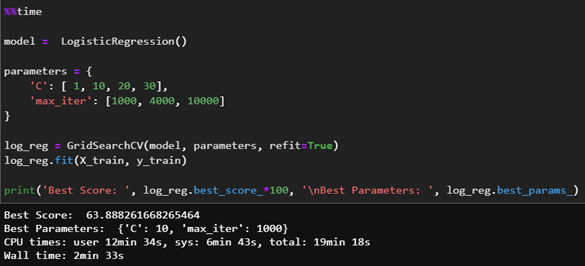 %%time
model =  LogisticRegression()
parameters = {
    'C': [ 1, 10, 20, 30],
    'max_iter': [1000, 4000, 10000]
}
log_reg = GridSearchCV(model, parameters, refit=True)
log_reg.fit(X_train, y_train)
print('Best Score: ', log_reg.best_score_*100, '\nBest Parameters: ', log_reg.best_params_)
Best Score:  63.888261668265464
Best Parameters:  {'C': 10, 'max_iter': 1000}
CPU times: user 12min 34s, sys: 6min 43s, total: 19min 18s
Wall time: 2min 33s